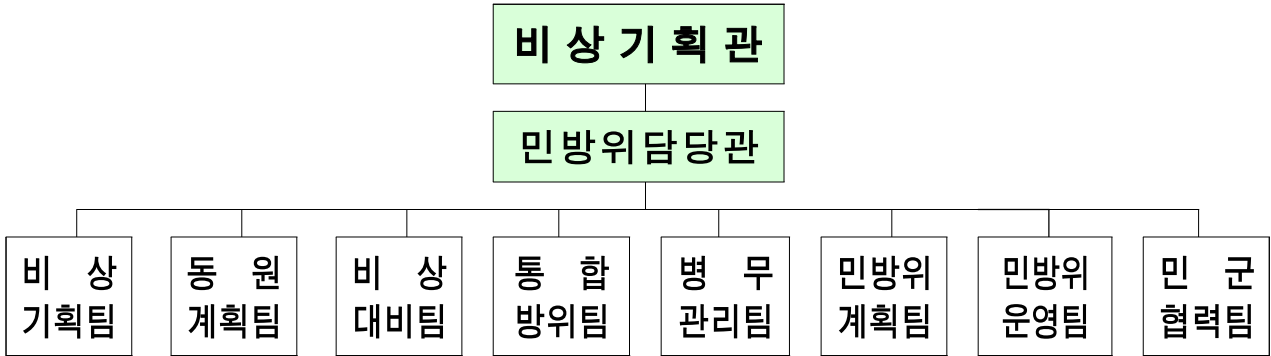 비상기획관
민방위담당관
비 상
기획팀
동 원
계획팀
비 상
대비팀
통 합
방위팀
병 무
관리팀
민방위
계획팀
민방위
운영팀
민 군
협력팀